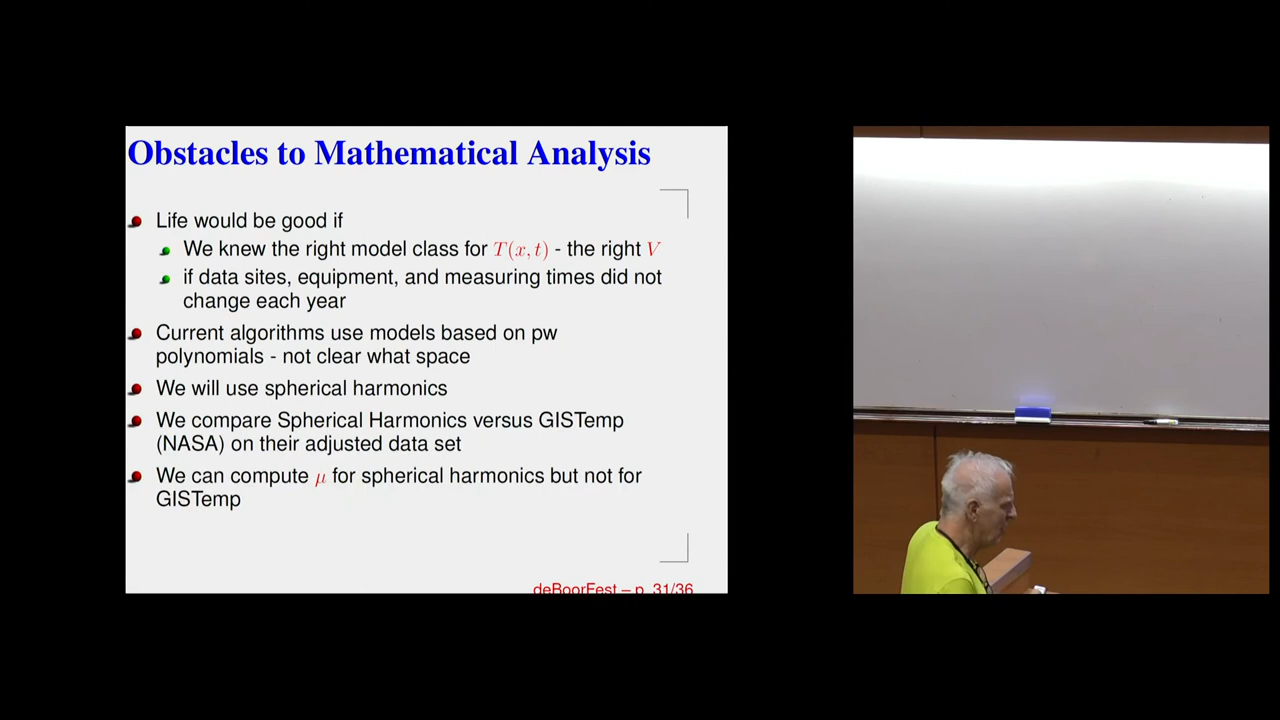 Obstacles to Mathematical Analysis
Life would be good if
We knew the right model class for T(x, t) - the right V
if data sites, equipment, and measuring times did not
change each year
Current algorithms use models based on pw
polynomials - not clear what space
We will use spherical harmonics
We compare Spherical Harmonics versus GISTemp
(NASA) on their adjusted data set
We can compute μ for spherical harmonics but not for
GISTemp
deBoorFest – p. 31/36